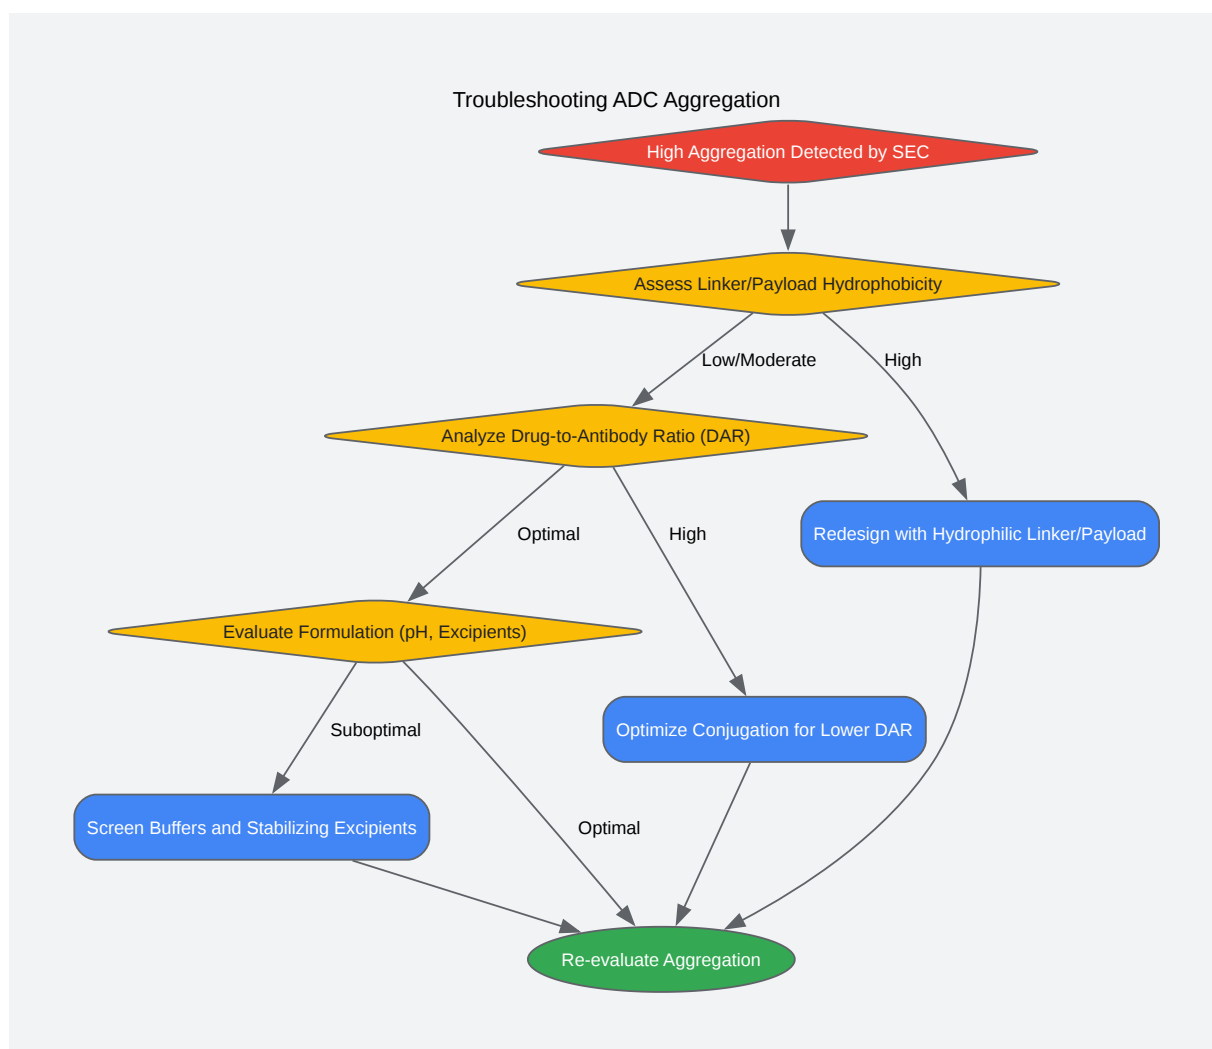 Troubleshooting ADC Aggregation
High Aggregation Detected by SEC
Assess Linker/Payload Hydrophobicity
Low/Moderate
High
Analyze Drug-to-Antibody Ratio (DAR)
Optimal
High
Redesign with Hydrophilic Linker/Payload
Evaluate Formulation (pH, Excipients)
Suboptimal
Optimize Conjugation for Lower DAR
Screen Buffers and Stabilizing Excipients
Optimal
Re-evaluate Aggregation